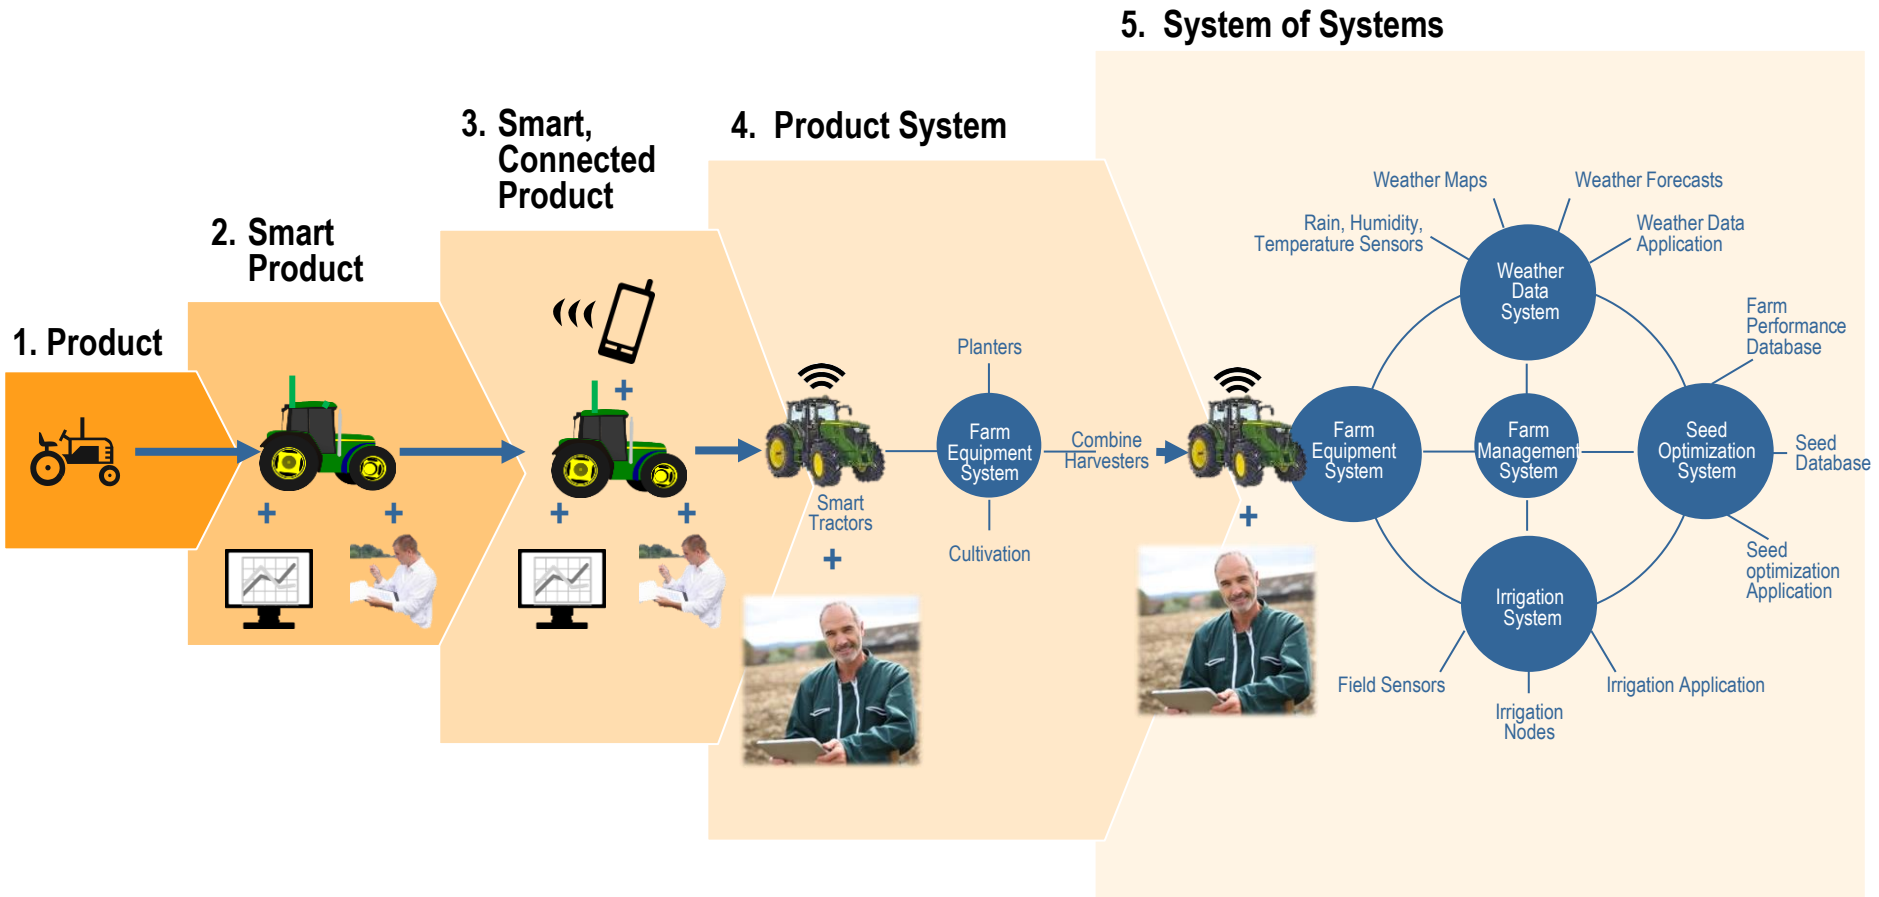 5. System of Systems
3. Smart,
Connected
Product
4. Product System
2. Smart
Product
1. Product
Planters
Farm
Equipment
System
Combine
Harvesters
Smart
Tractors
Cultivation
+
+
+
+
+
+
+
Weather Maps
Weather Forecasts
Rain, Humidity,
Temperature Sensors
Weather Data
Application
Weather
Data
System
Farm
Performance
Database
Farm
Equipment
System
Farm
Management
System
Seed
Optimization
System
Seed
Database
Seed
optimization
Application
Irrigation
System
Field Sensors
Irrigation
Nodes
Irrigation Application